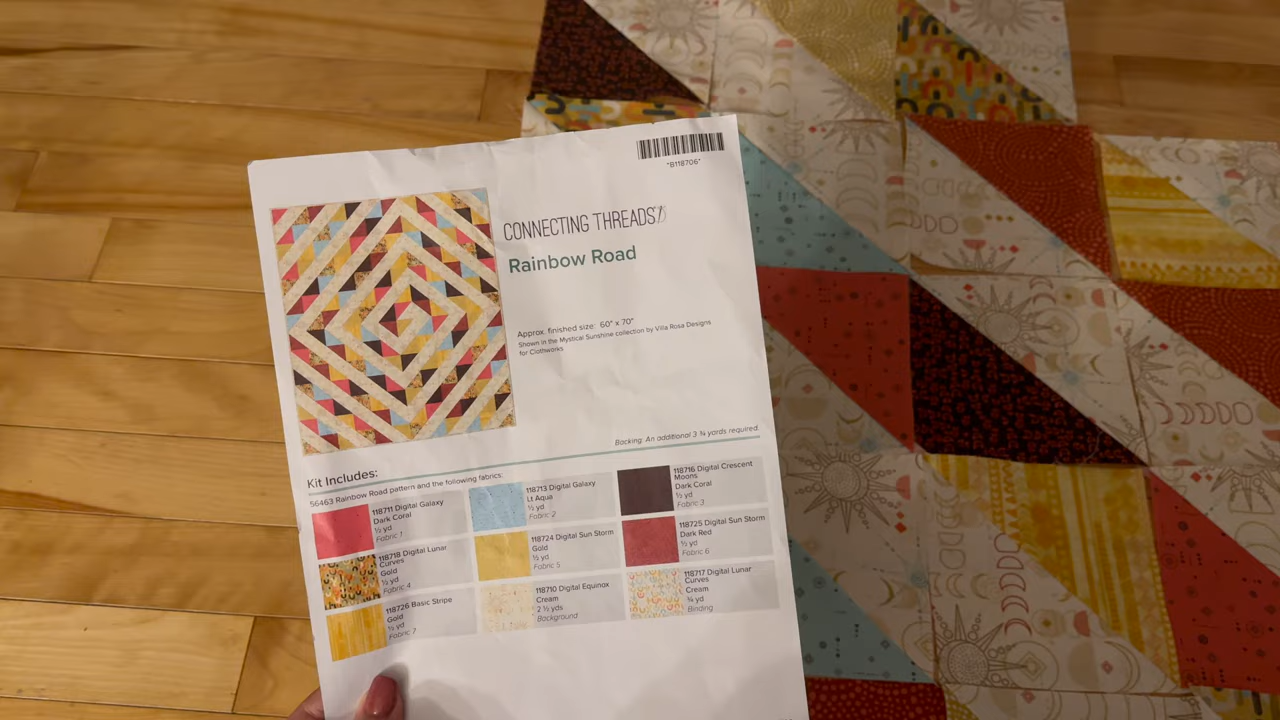 *B118706*
CONNECTING THREADS
Rainbow Road
Approx. finished size: 60" x 70"
Shown in the Mystical Sunshine collection by Villa Rosa Designs
for Clothworks
Backing: An additional 3 ¾ yards required.
Kit Includes:
56463 Rainbow Road pattern and the following fabrics:
118711 Digital Galaxy
Dark Coral
½ yd
Fabric 1
118713 Digital Galaxy
Lt Aqua
½ yd
Fabric 2
118716 Digital Crescent
Moons
Dark Coral
½ yd
Fabric 3
118718 Digital Lunar
Curves
Gold
½ yd
Fabric 4
118724 Digital Sun Storm
Gold
½ yd
Fabric 5
118725 Digital Sun Storm
Dark Red
½ yd
Fabric 6
118726 Basic Stripe
Gold
½ yd
Fabric 7
118710 Digital Equinox
Cream
2 ½ yds
Background
118717 Digital Lunar
Curves
Cream
¾ yd
Binding